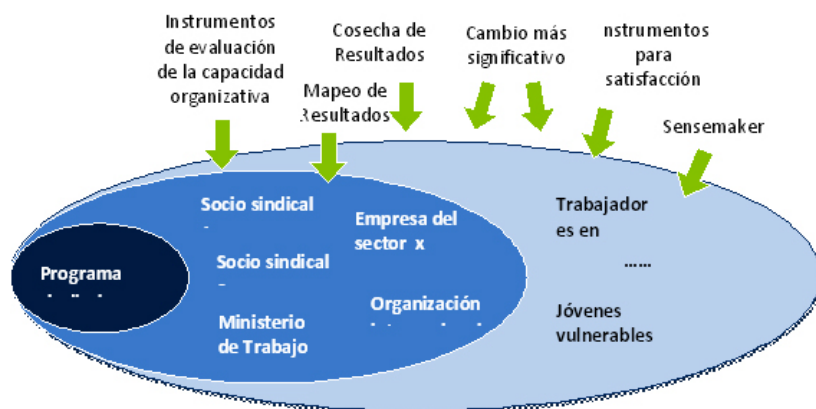 Instrumentos
de evaluación
de la capacidad
organizativa
Mapeo de
Resultados
Cosecha de
Resultados
Cambio más
significativo
nstrumentos
para
satisfacción
Sensemaker
Programa
Socio sindical
Socio sindical
Ministerio
de Trabajo
Empresa del
sector x
Organización
Trabajador
es en
......
Jóvenes
vulnerables